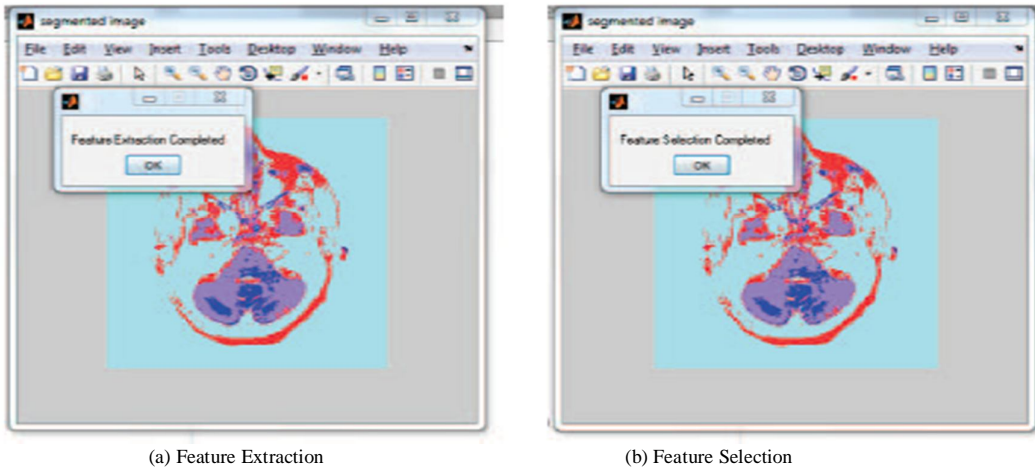 segmented image
File Edit View Insert Tools Desktop Window Help
Feature Extraction Completed
OK
(a) Feature Extraction
segmented image
File Edit View Insert Tools Desktop Window Help
Feature Selection Completed
OK
(b) Feature Selection